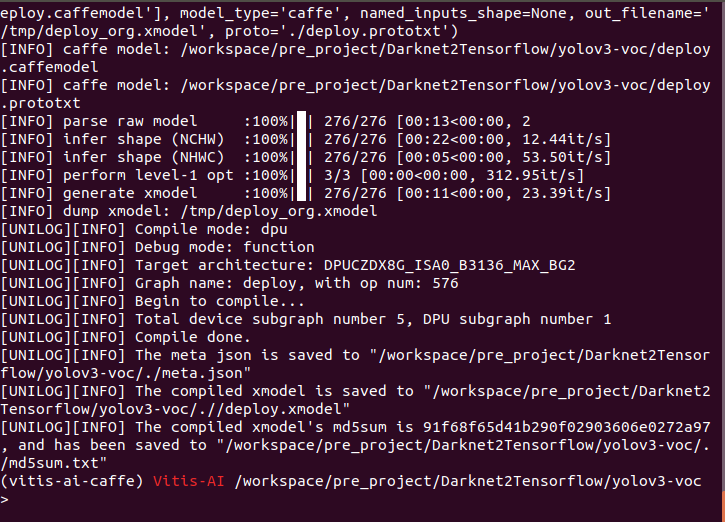 eploy.caffemodel'], model_type='caffe', named_inputs_shape=None, out_filename='
/tmp/deploy_org.xmodel', proto='./deploy.prototxt')
[INFO] caffe model: /workspace/pre_project/Darknet2Tensorflow/yolov3-voc/deploy
.caffemodel
[INFO] caffe model: /workspace/pre_project/Darknet2Tensorflow/yolov3-voc/deploy
.prototxt
[INFO] parse raw model     :100%| | 276/276 [00:13<00:00, 2
[INFO] infer shape (NCHW)  :100%| | 276/276 [00:22<00:00, 12.44it/s]
[INFO] infer shape (NHWC)  :100%| | 276/276 [00:05<00:00, 53.50it/s]
[INFO] perform level-1 opt :100%| | 3/3 [00:00<00:00, 312.95it/s]
[INFO] generate xmodel     :100%| | 276/276 [00:11<00:00, 23.39it/s]
[INFO] dump xmodel: /tmp/deploy_org.xmodel
[UNILOG][INFO] Compile mode: dpu
[UNILOG][INFO] Debug mode: function
[UNILOG][INFO] Target architecture: DPUCZDX8G_ISA0_B3136_MAX_BG2
[UNILOG][INFO] Graph name: deploy, with op num: 576
[UNILOG][INFO] Begin to compile...
[UNILOG][INFO] Total device subgraph number 5, DPU subgraph number 1
[UNILOG][INFO] Compile done.
[UNILOG][INFO] The meta json is saved to "/workspace/pre_project/Darknet2Tensor
flow/yolov3-voc/./meta.json"
[UNILOG][INFO] The compiled xmodel is saved to "/workspace/pre_project/Darknet2
Tensorflow/yolov3-voc/.//deploy.xmodel"
[UNILOG][INFO] The compiled xmodel's md5sum is 91f68f65d41b290f02903606e0272a97
, and has been saved to "/workspace/pre_project/Darknet2Tensorflow/yolov3-voc/.
/md5sum.txt"
(vitis-ai-caffe) Vitis-AI /workspace/pre_project/Darknet2Tensorflow/yolov3-voc
>